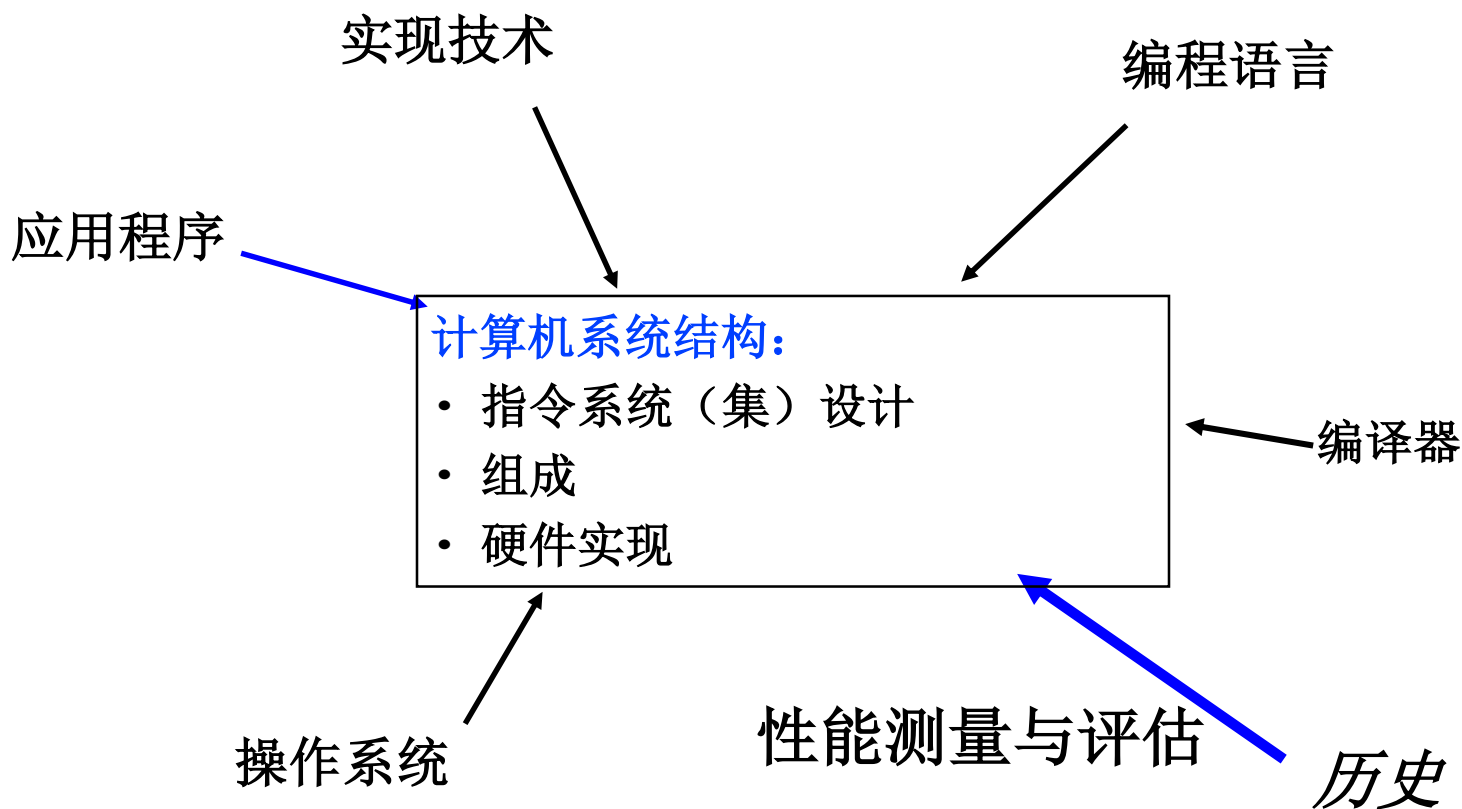 实现技术
编程语言
应用程序
计算机系统结构：
• 指令系统（集）设计
• 组成
• 硬件实现
编译器
性能测量与评估
操作系统
历史